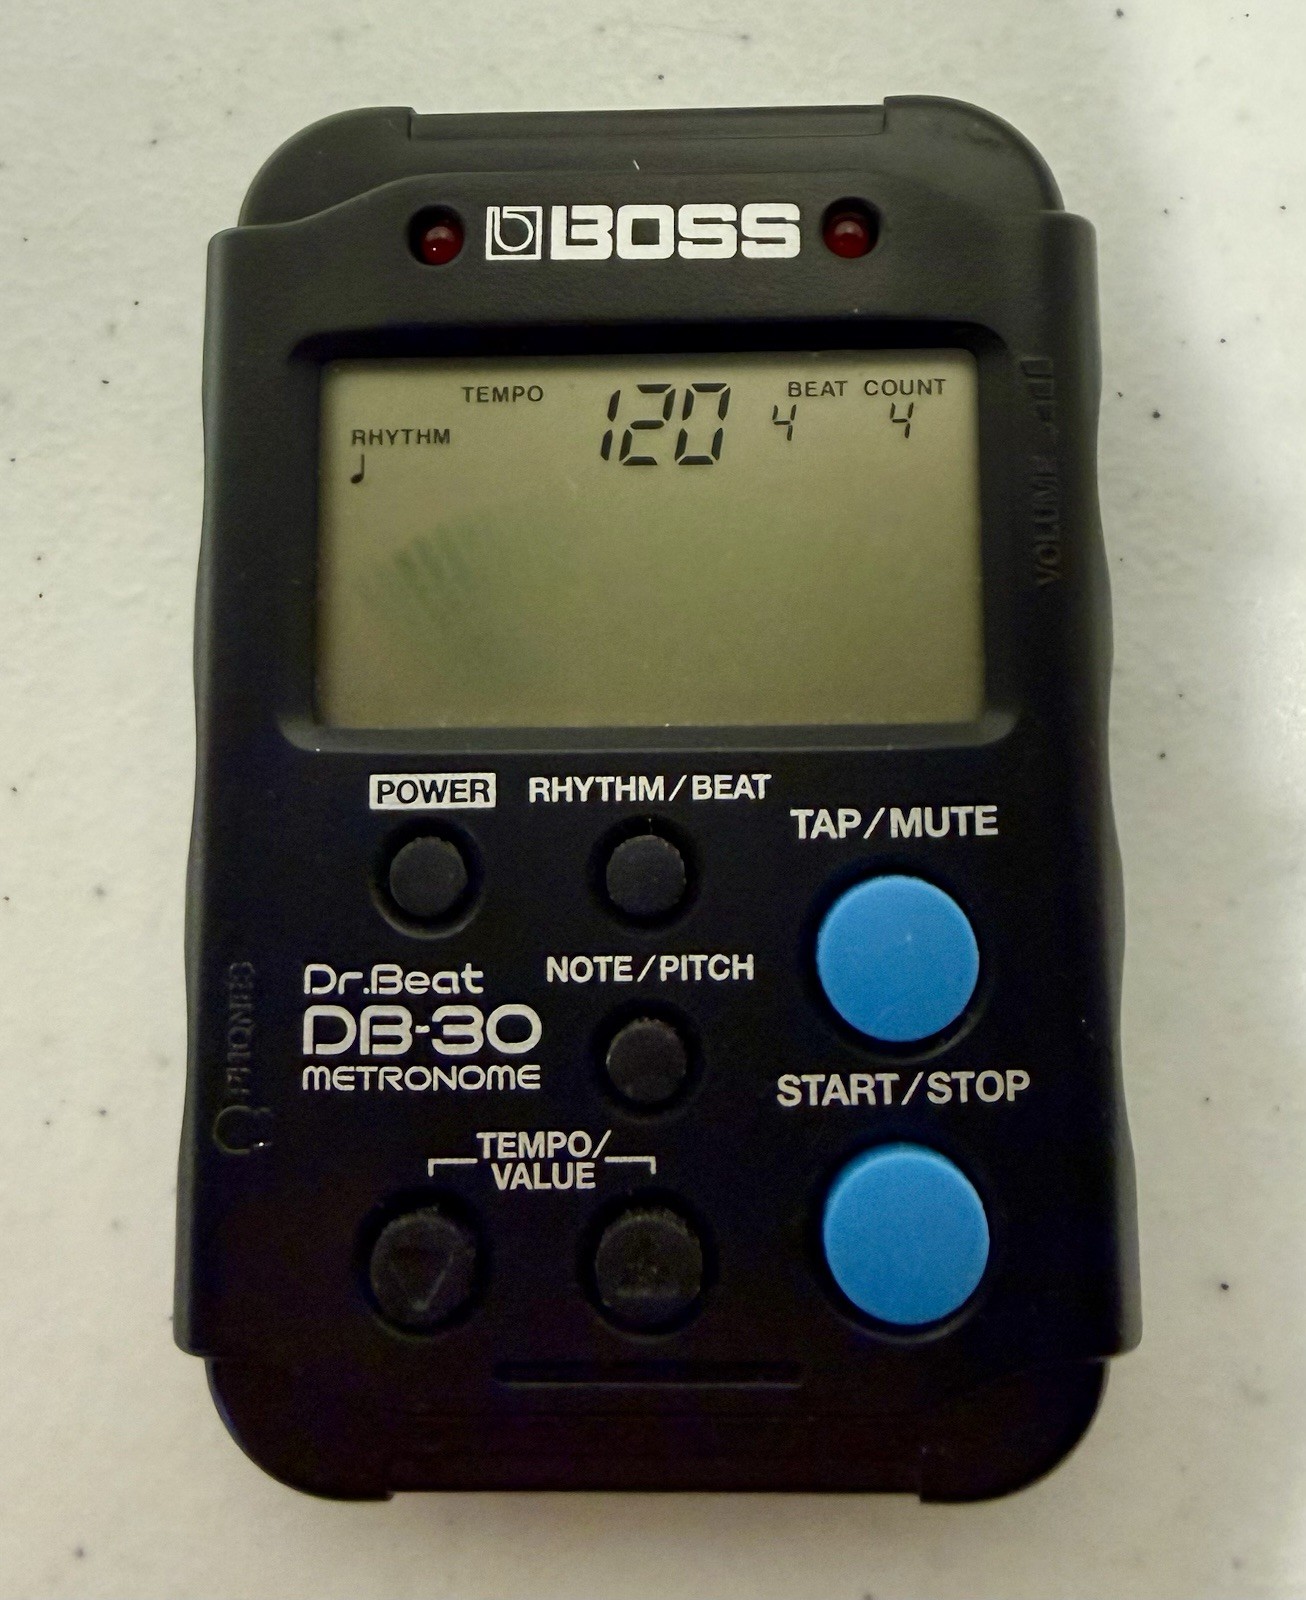 BOSS
TEMPO 120 BEAT 4 COUNT 4
RHYTHM
VOLUME
POWER
RHYTHM/BEAT
TAP/MUTE
Dr.Beat
DB-30
METRONOME
NOTE/PITCH
PHONES
START/STOP
TEMPO/
VALUE